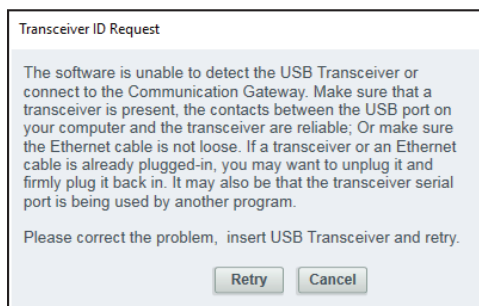 Transceiver ID Request
The software is unable to detect the USB Transceiver or
connect to the Communication Gateway. Make sure that a
transceiver is present, the contacts between the USB port on
your computer and the transceiver are reliable; Or make sure
the Ethernet cable is not loose. If a transceiver or an Ethernet
cable is already plugged-in, you may want to unplug it and
firmly plug it back in. It may also be that the transceiver serial
port is being used by another program.
Please correct the problem,  insert USB Transceiver and retry.
Retry Cancel